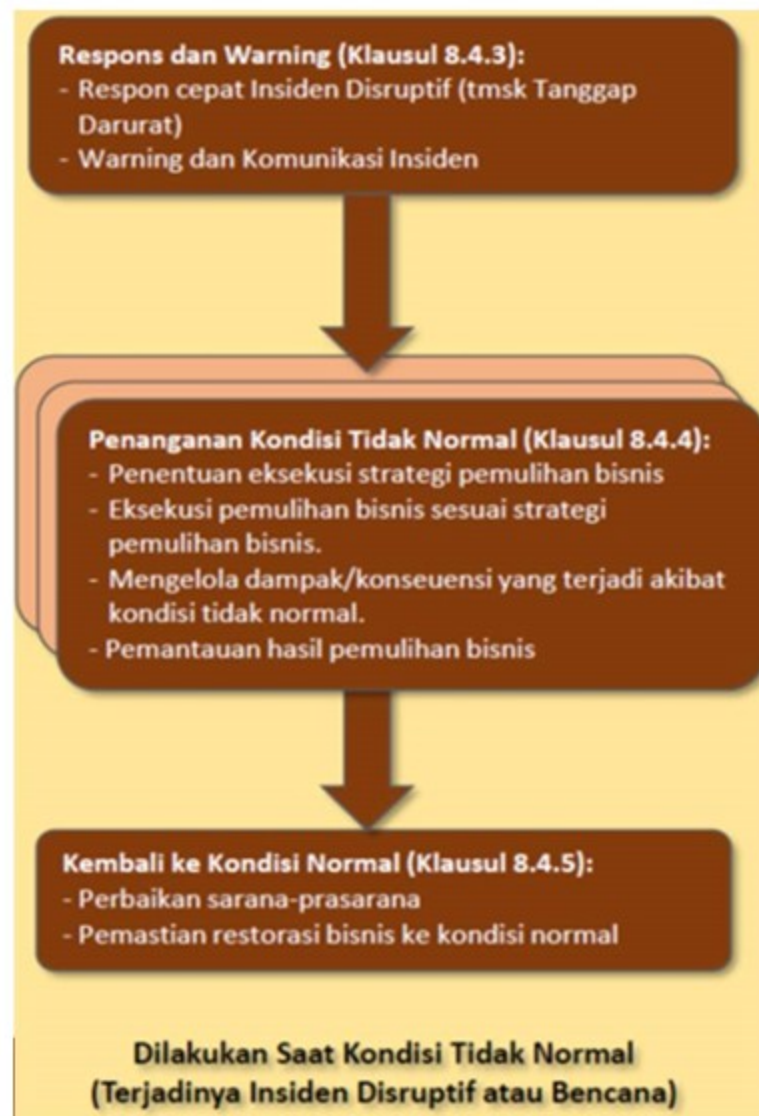 Respons dan Warning (Klausul 8.4.3):
- Respon cepat Insiden Disruptif (tmsk Tanggap
Darurat)
- Warning dan Komunikasi Insiden
Penanganan Kondisi Tidak Normal (Klausul 8.4.4):
- Penentuan eksekusi strategi pemulihan bisnis
- Eksekusi pemulihan bisnis sesuai strategi
pemulihan bisnis.
- Mengelola dampak/konseuensi yang terjadi akibat
kondisi tidak normal.
- Pemantauan hasil pemulihan bisnis
Kembali ke Kondisi Normal (Klausul 8.4.5):
- Perbaikan sarana-prasarana
- Pemastian restorasi bisnis ke kondisi normal
Dilakukan Saat Kondisi Tidak Normal
(Terjadinya Insiden Disruptif atau Bencana)